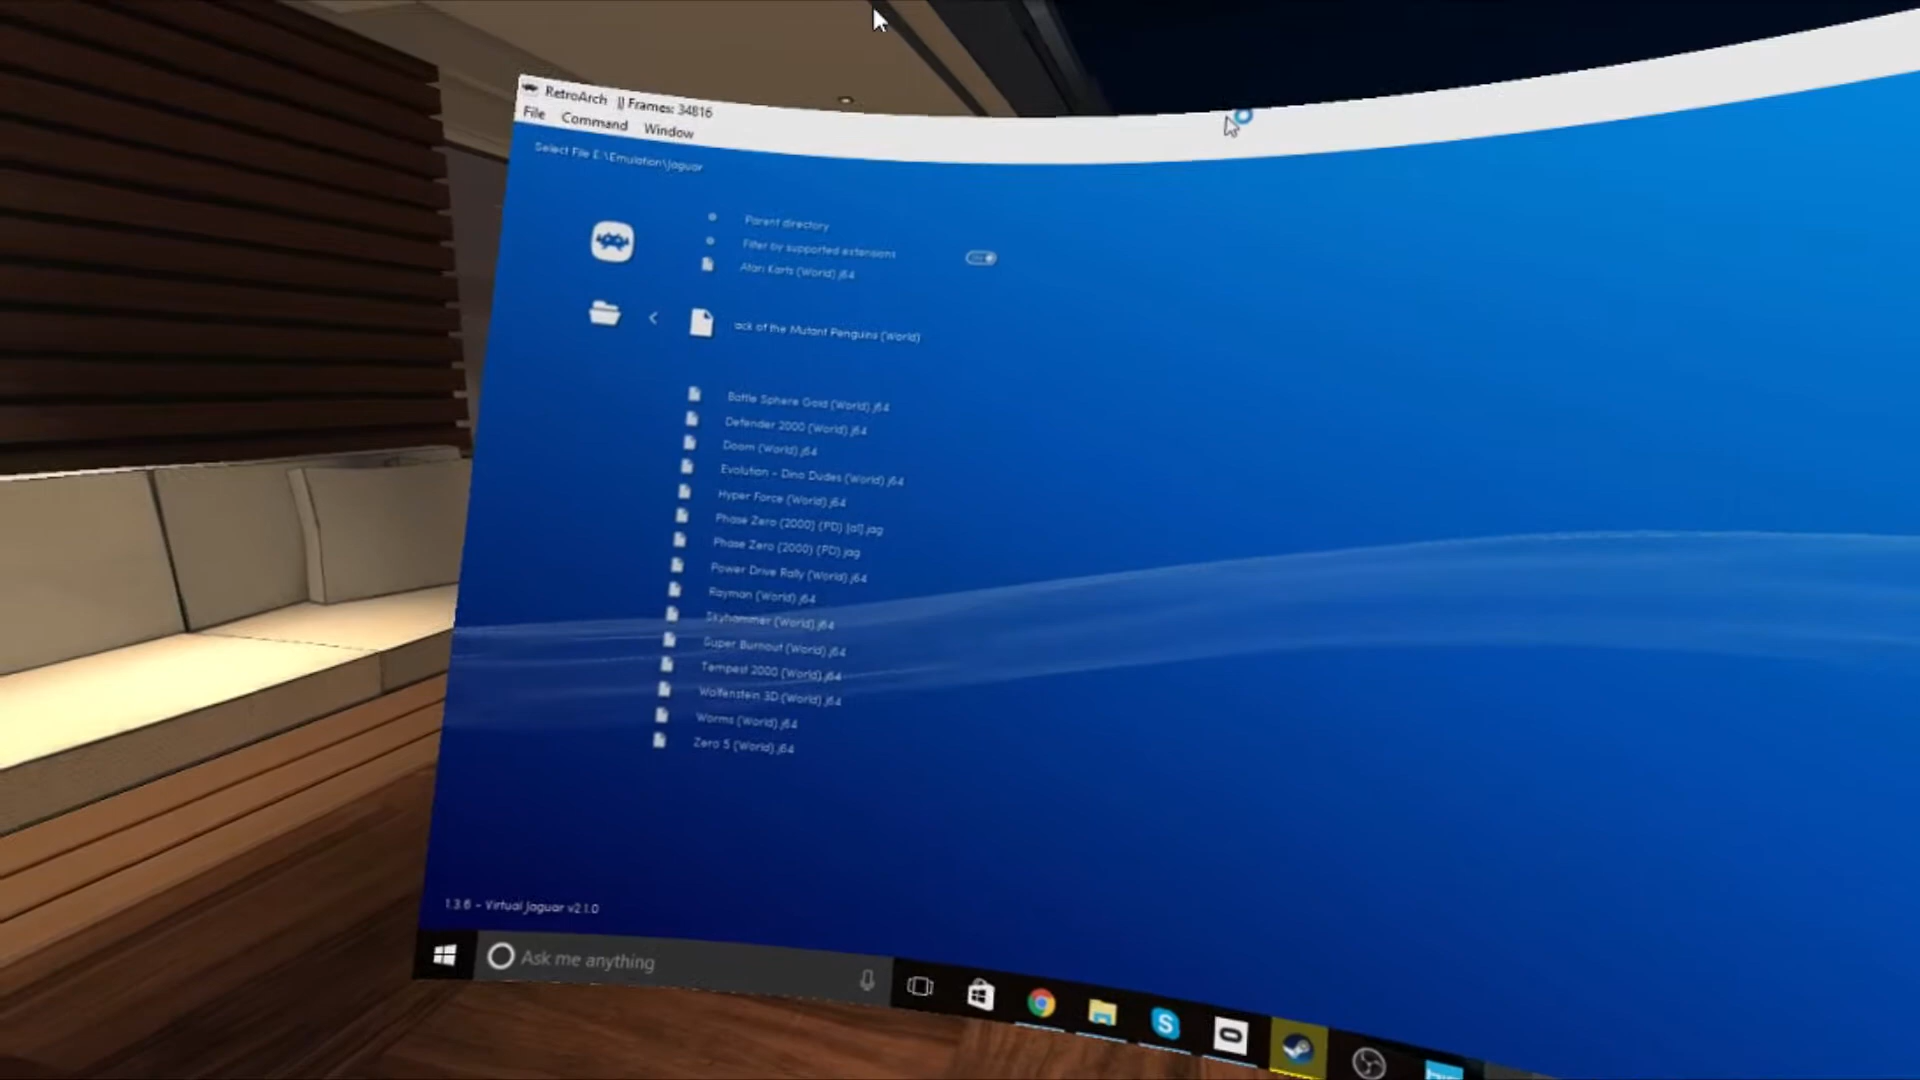 RetroArch || Frames: 34816
File Command Window
Select File E:\Emulation\Jaguar
Parent directory
Filter by supported extensions
ON
Atari Karts (World).j64
ack of the Mutant Penguins (World)
Battle Sphere Gold (World).j64
Defender 2000 (World).j64
Doom (World).j64
Evolution - Dino Dudes (World).j64
Hyper Force (World).j64
Phase Zero (2000) (PD) [a1].jag
Phase Zero (2000) (PD).jag
Power Drive Rally (World).j64
Rayman (World).j64
Skyhammer (World).j64
Super Burnout (World).j64
Tempest 2000 (World).j64
Wolfenstein 3D (World).j64
Worms (World).j64
Zero 5 (World).j64
1.3.6 - Virtual Jaguar v2.1.0
Ask me anything